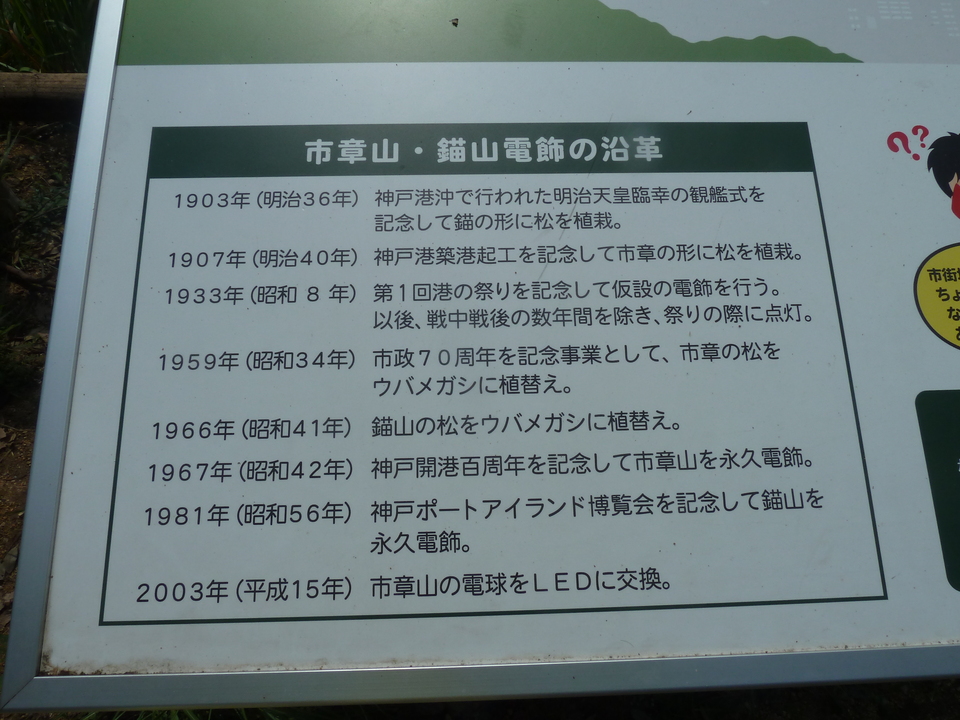 市章山・錨山電飾の沿革
1903年(明治36年) 神戸港沖で行われた明治天皇臨幸の観艦式を
記念して錨の形に松を植栽。
1907年(明治40年) 神戸港築港起工を記念して市章の形に松を植栽。
1933年(昭和 8 年) 第1回港の祭りを記念して仮設の電飾を行う。
以後、戦中戦後の数年間を除き、祭りの際に点灯。
1959年(昭和34年) 市政70周年を記念事業として、市章の松を
ウバメガシに植替え。
1966年(昭和41年) 錨山の松をウバメガシに植替え。
1967年(昭和42年) 神戸開港百周年を記念して市章山を永久電飾。
1981年(昭和56年) 神戸ポートアイランド博覧会を記念して錨山を
永久電飾。
2003年(平成15年) 市章山の電球をLEDに交換。
??
市街
ちょ
な